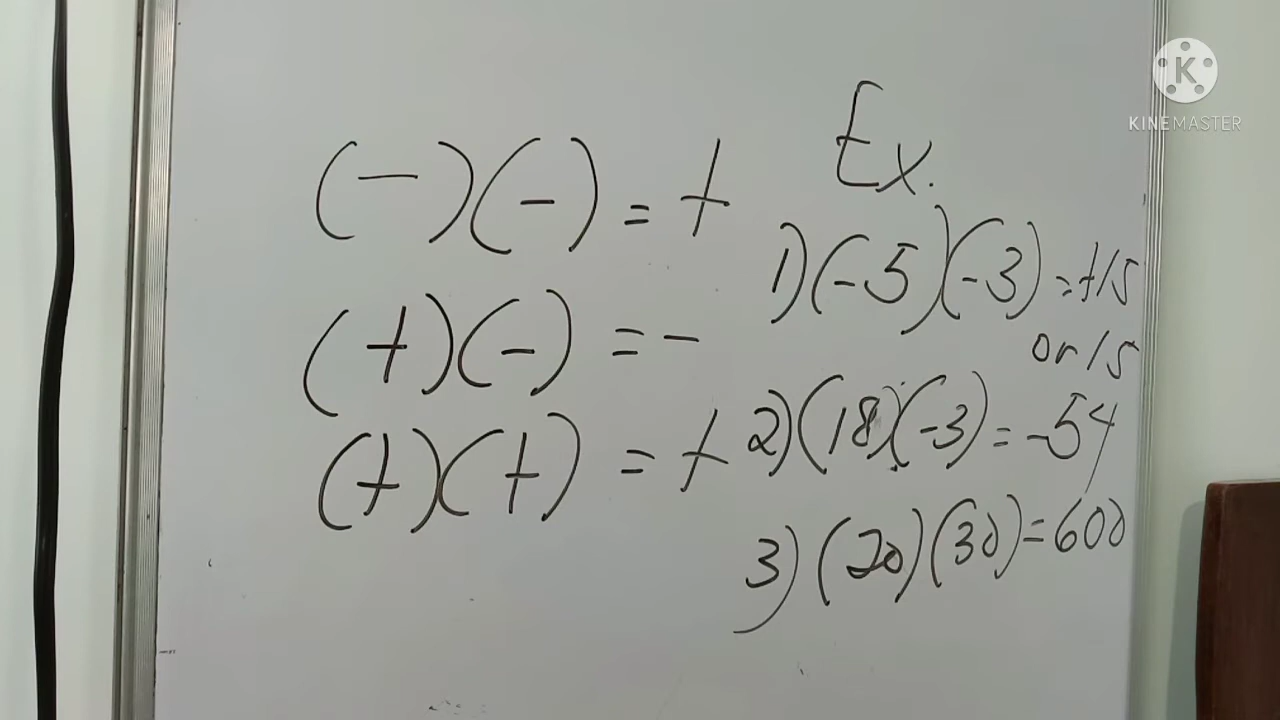 (-)(-) = +
(+)(-) = -
(+)(+) = +
Ex.
1) (-5)(-3) = +15
or 15
2) (18)(-3) = -54
3) (20)(30) = 600
K
KINEMASTER